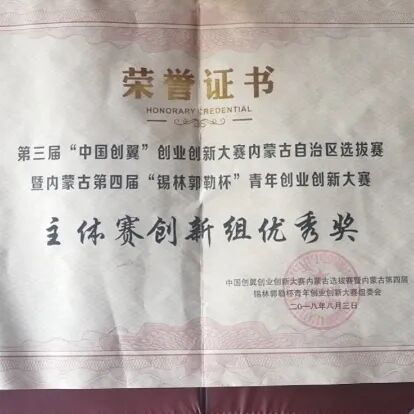 荣誉证书
HONORARY CREDENTIAL
第三届“中国创翼”创业创新大赛内蒙古自治区选拔赛
暨内蒙古第四届“锡林郭勒杯”青年创业创新大赛
主体赛创新组优秀奖
中国创翼创业创新大赛内蒙古选拔赛暨内蒙古第四届
锡林郭勒杯青年创业创新大赛组委会
二〇一八年八月三日